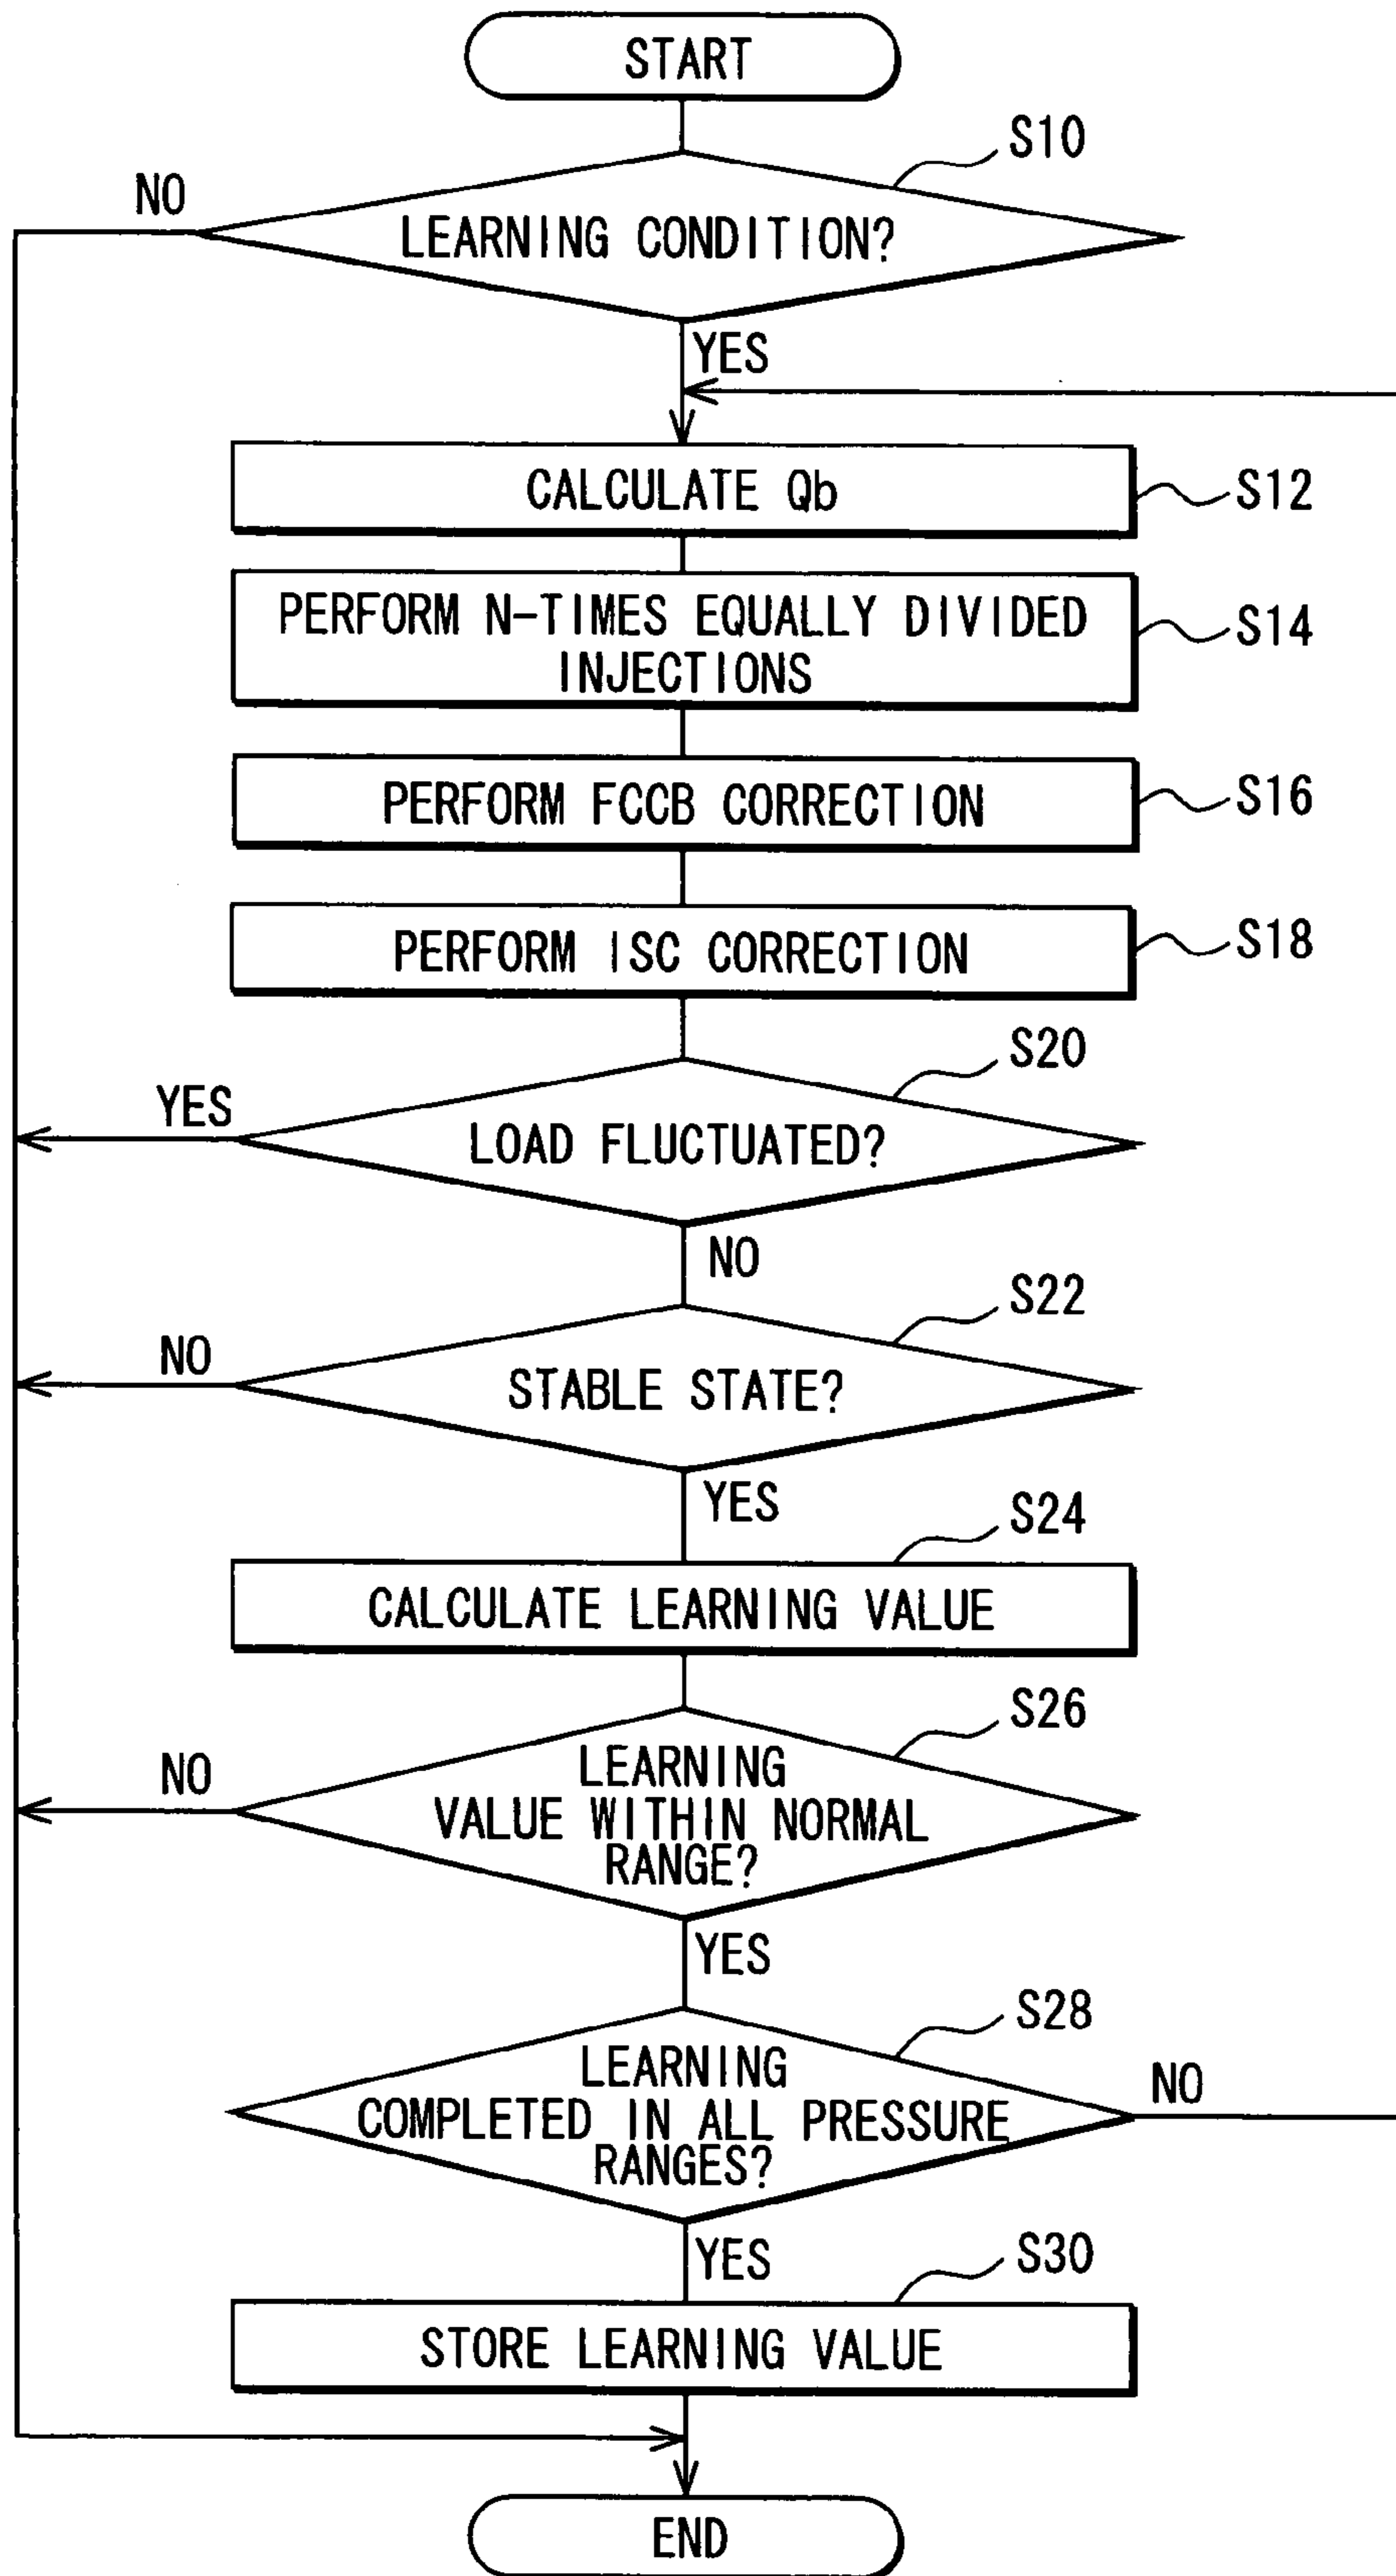 START
S10
NO
LEARNING CONDITION?
YES
CALCULATE Qb
S12
PERFORM N-TIMES EQUALLY DIVIDED
INJECTIONS
S14
PERFORM FCCB CORRECTION
S16
PERFORM ISC CORRECTION
S18
S20
YES
LOAD FLUCTUATED?
NO
S22
NO
STABLE STATE?
YES
S24
CALCULATE LEARNING VALUE
S26
NO
LEARNING
VALUE WITHIN NORMAL
RANGE?
YES
S28
LEARNING
COMPLETED IN ALL PRESSURE
RANGES?
NO
YES
S30
STORE LEARNING VALUE
END